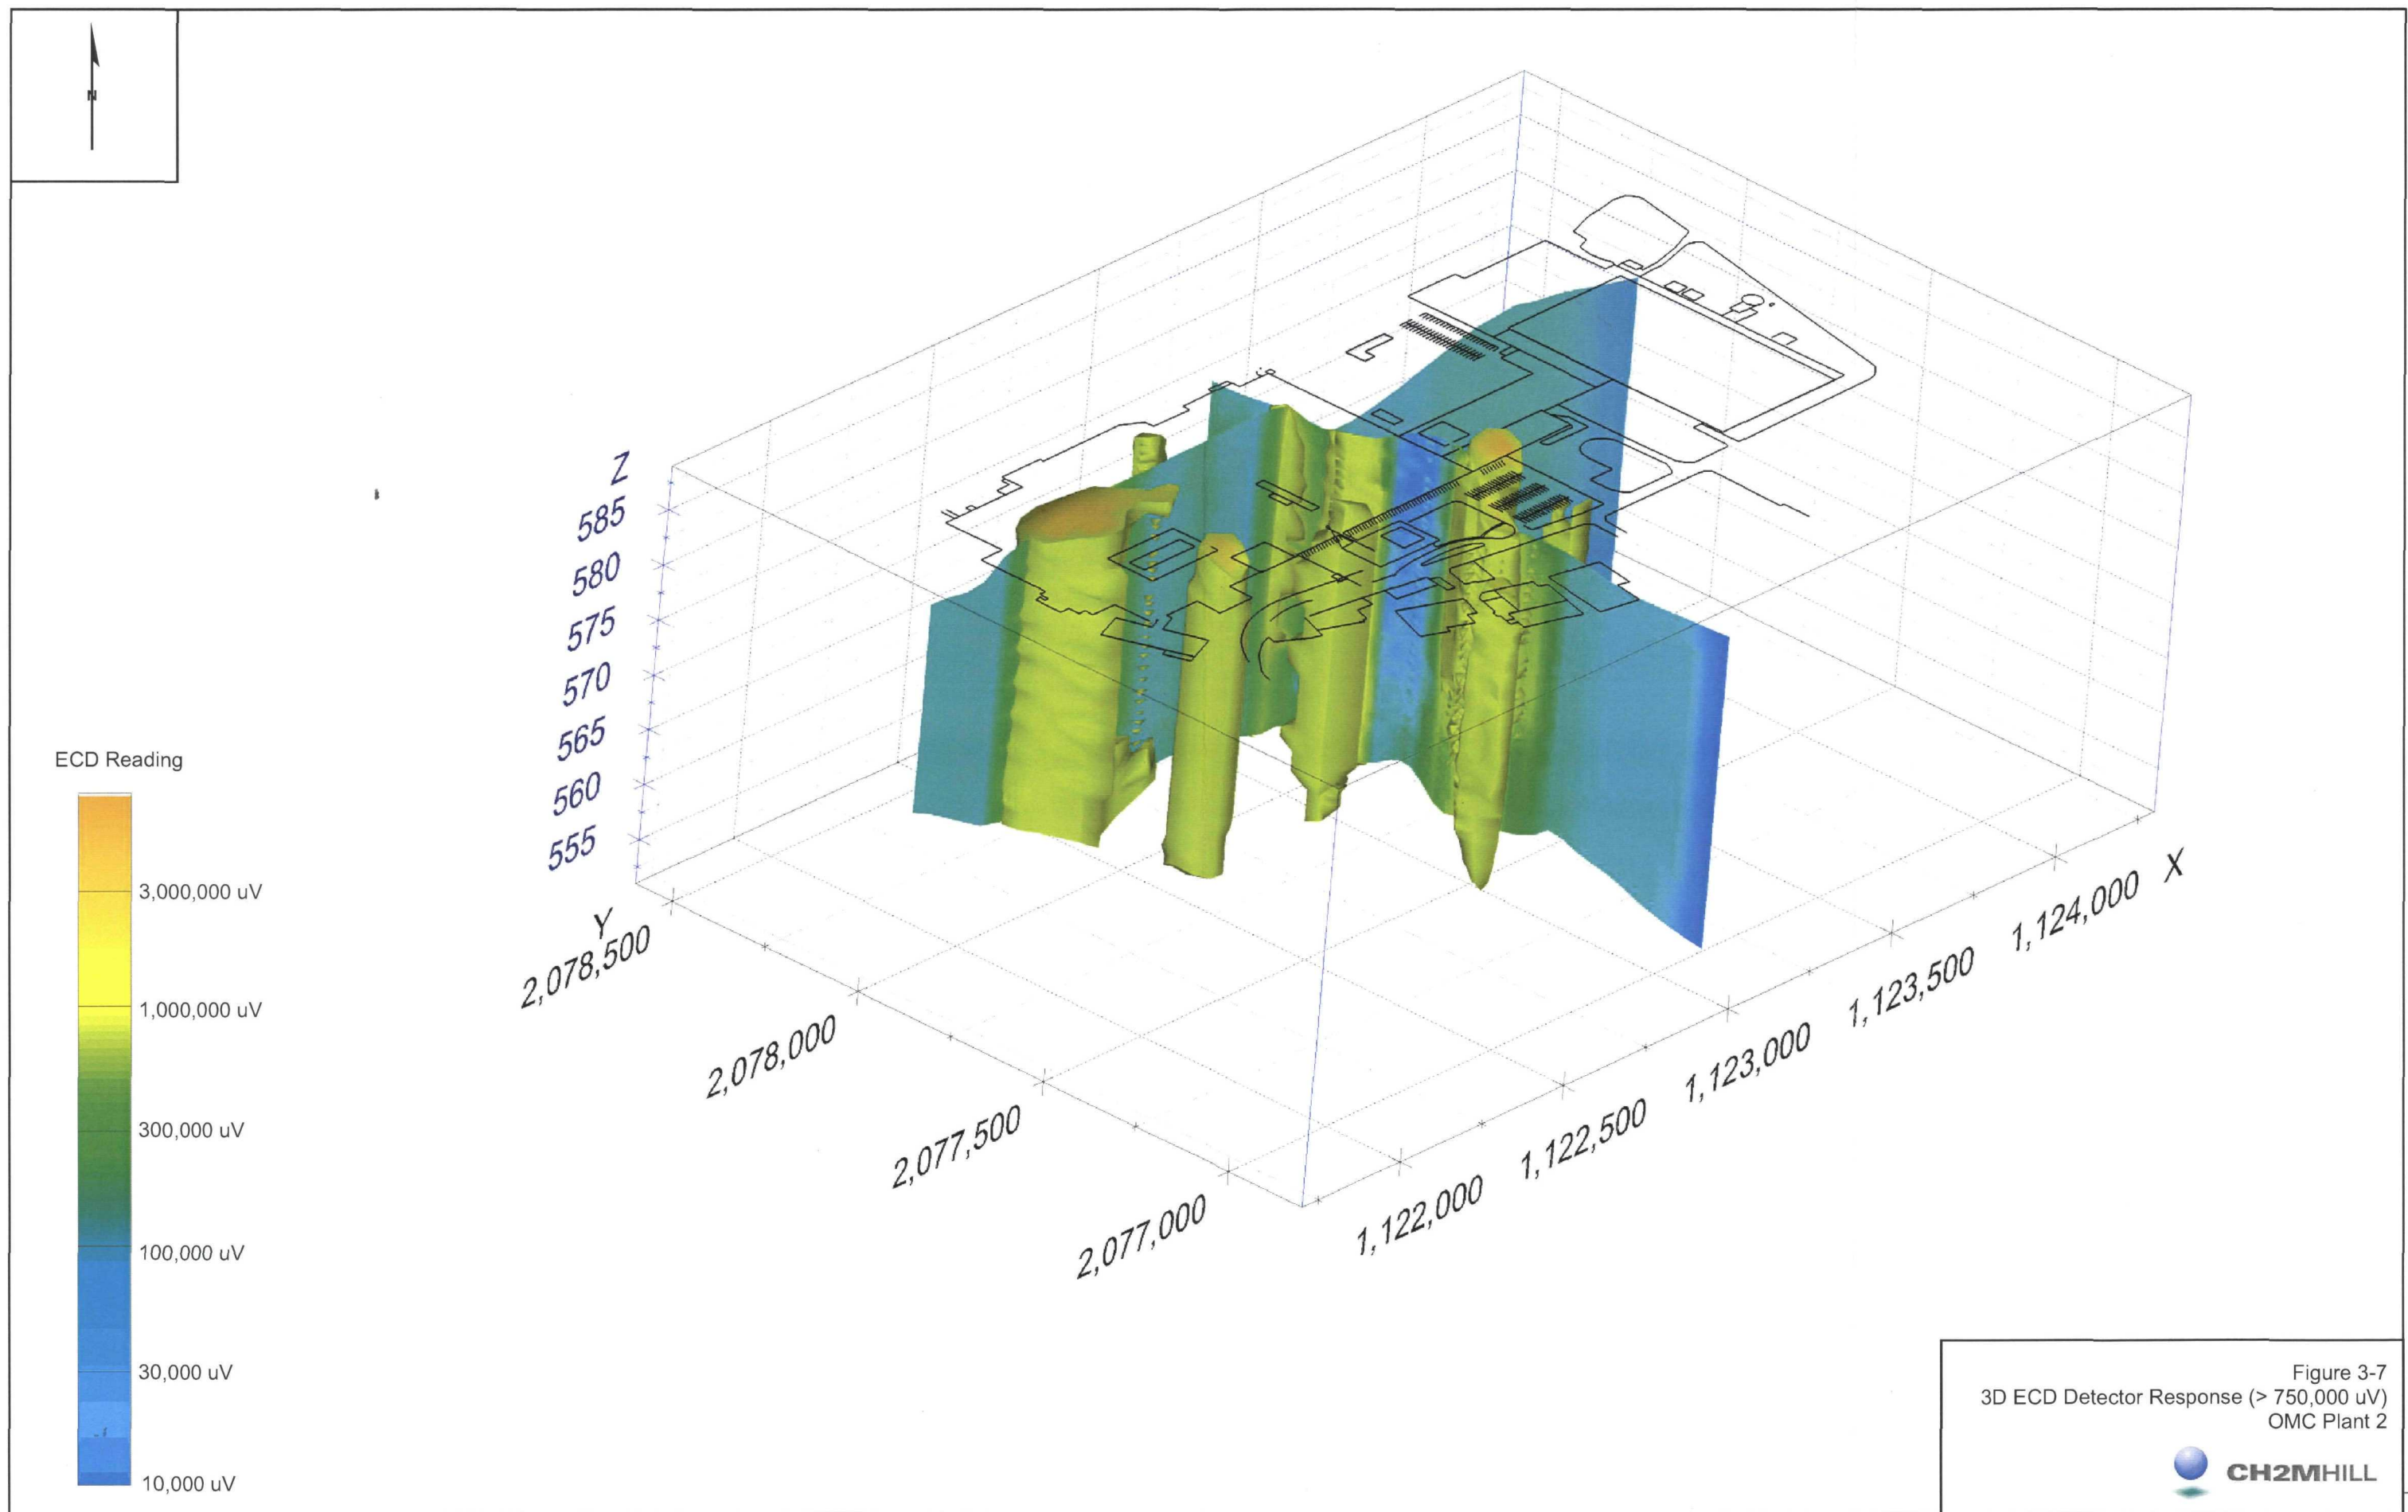 N
Z
585
580
575
570
565
560
555
Y
2,078,500
2,078,000
2,077,500
2,077,000
1,122,000
1,122,500
1,123,000
1,123,500
1,124,000
X
ECD Reading
3,000,000 uV
1,000,000 uV
300,000 uV
100,000 uV
30,000 uV
10,000 uV
Figure 3-7
3D ECD Detector Response (> 750,000 uV)
OMC Plant 2
CH2MHILL